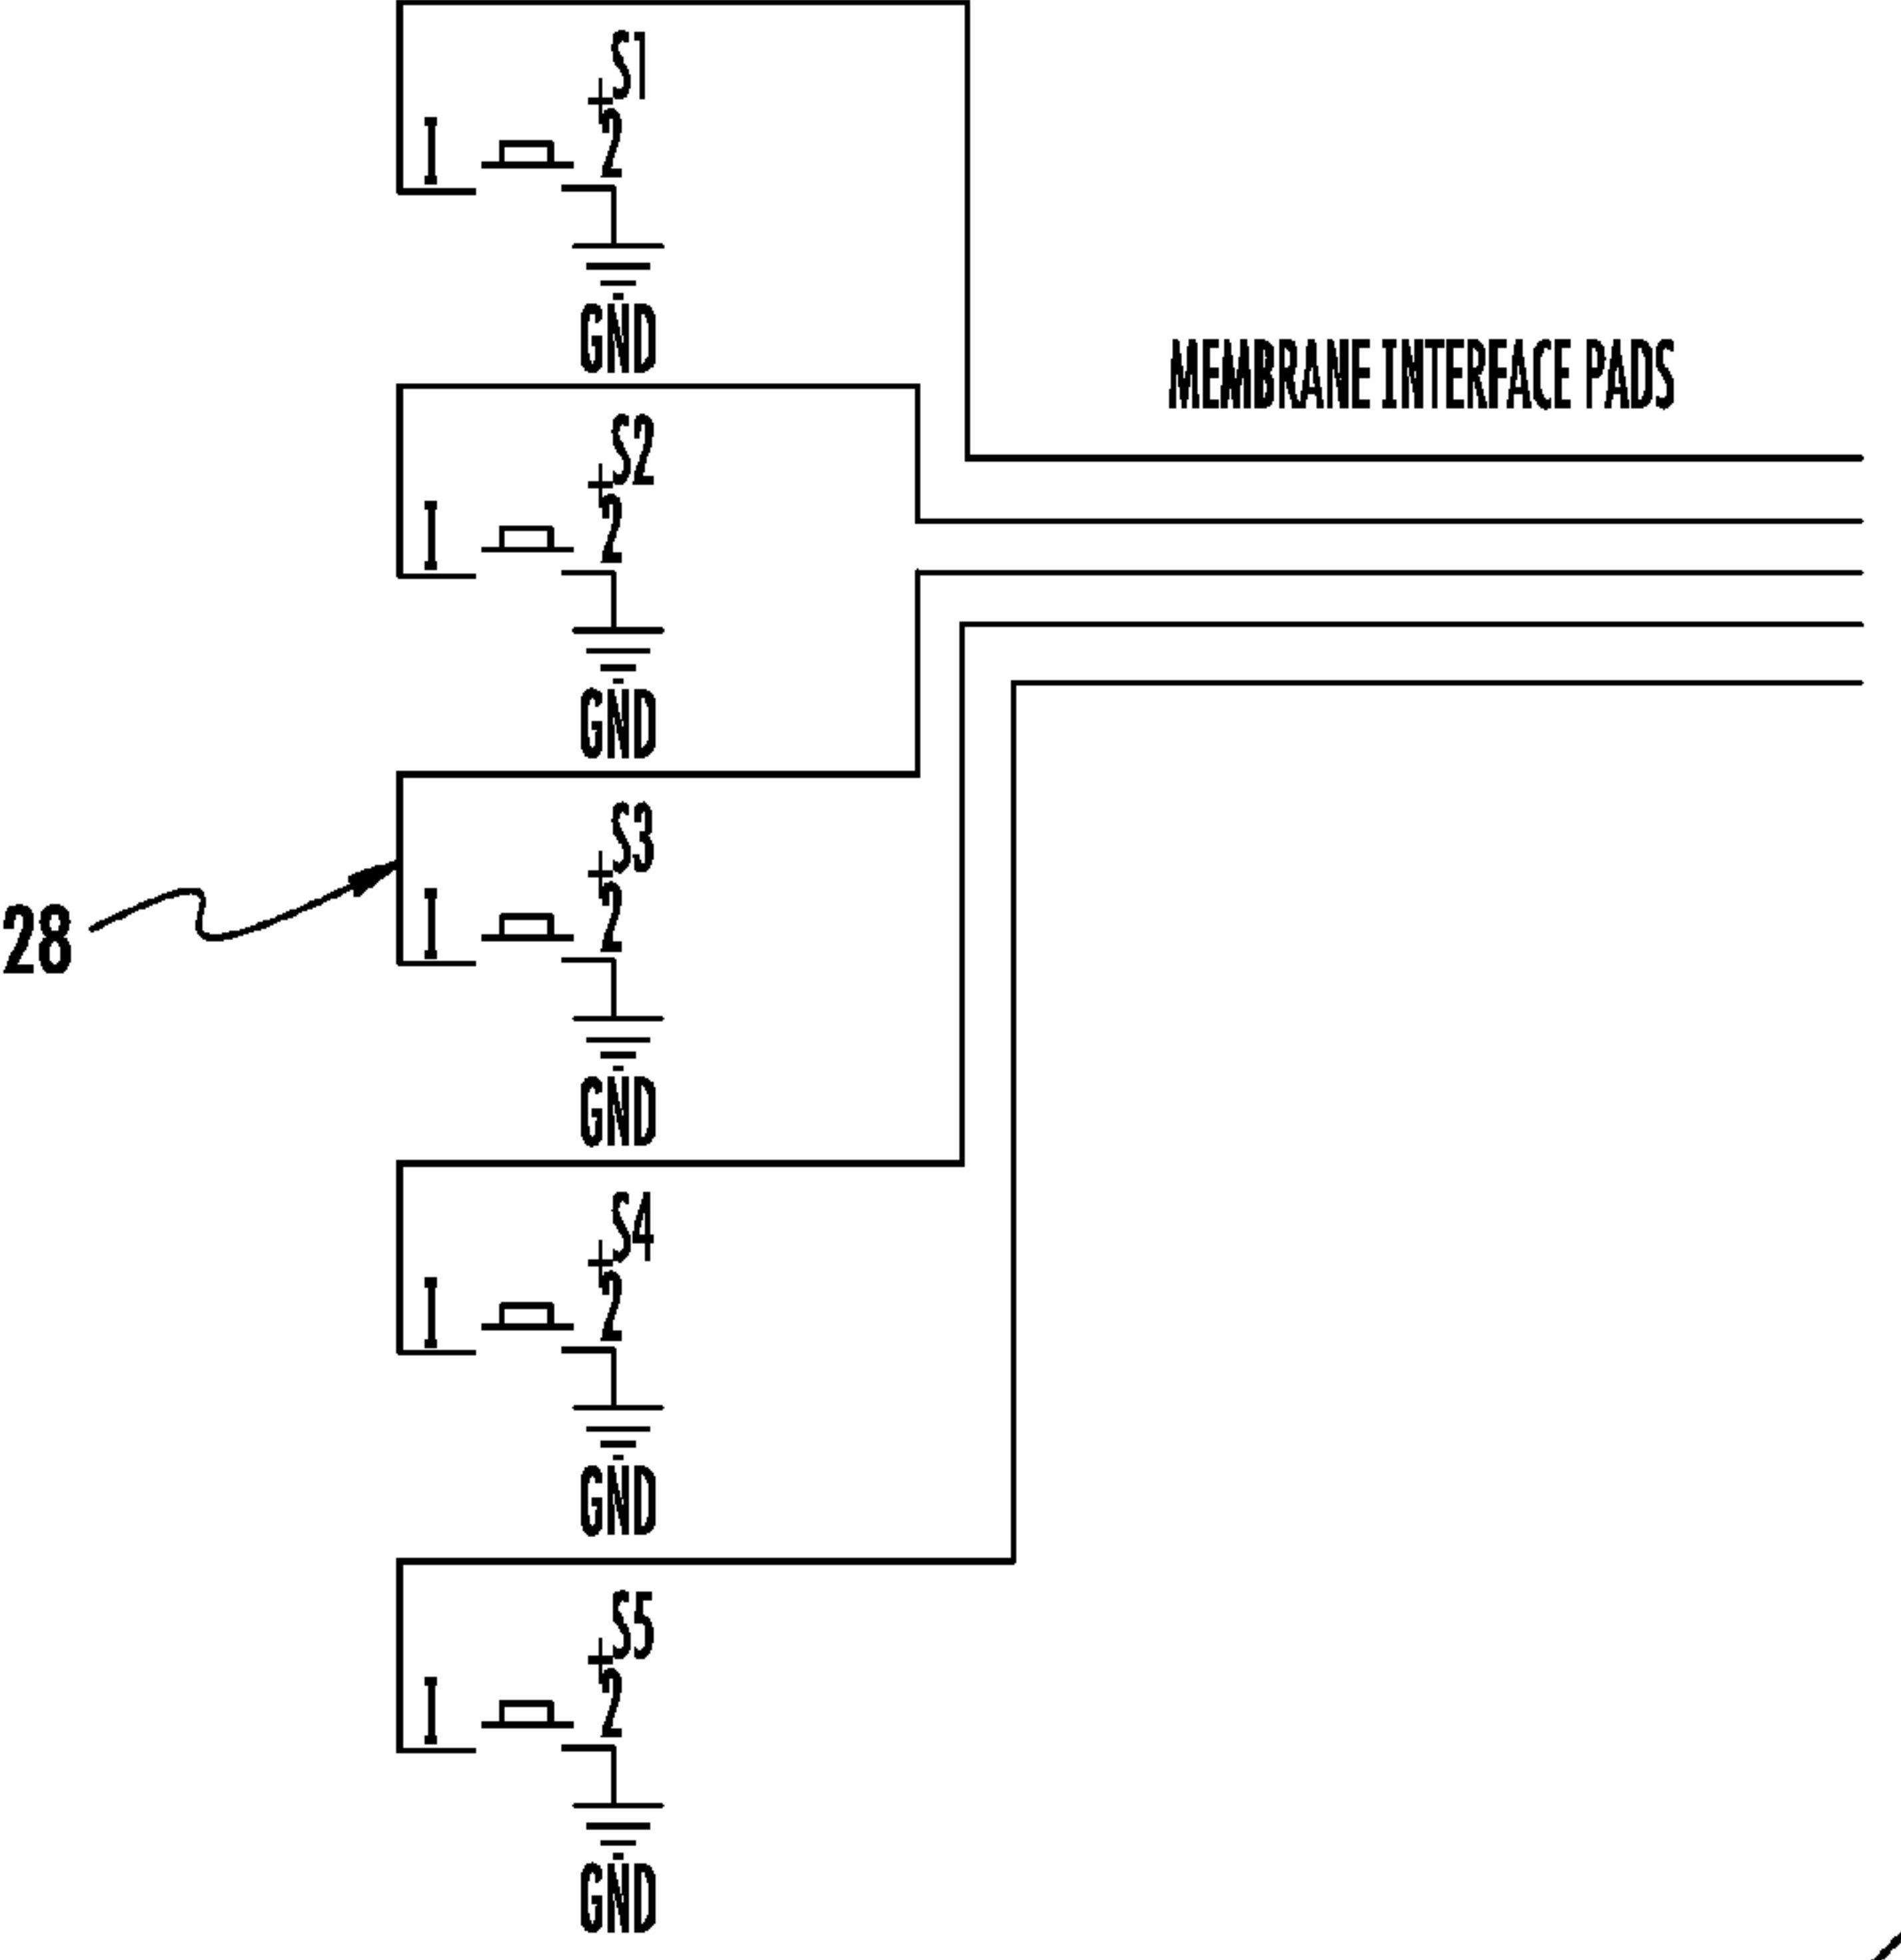 S1
1
2
GND
MEMBRANE INTERFACE PADS
S2
1
2
GND
S3
28
1
2
GND
S4
1
2
GND
S5
1
2
GND